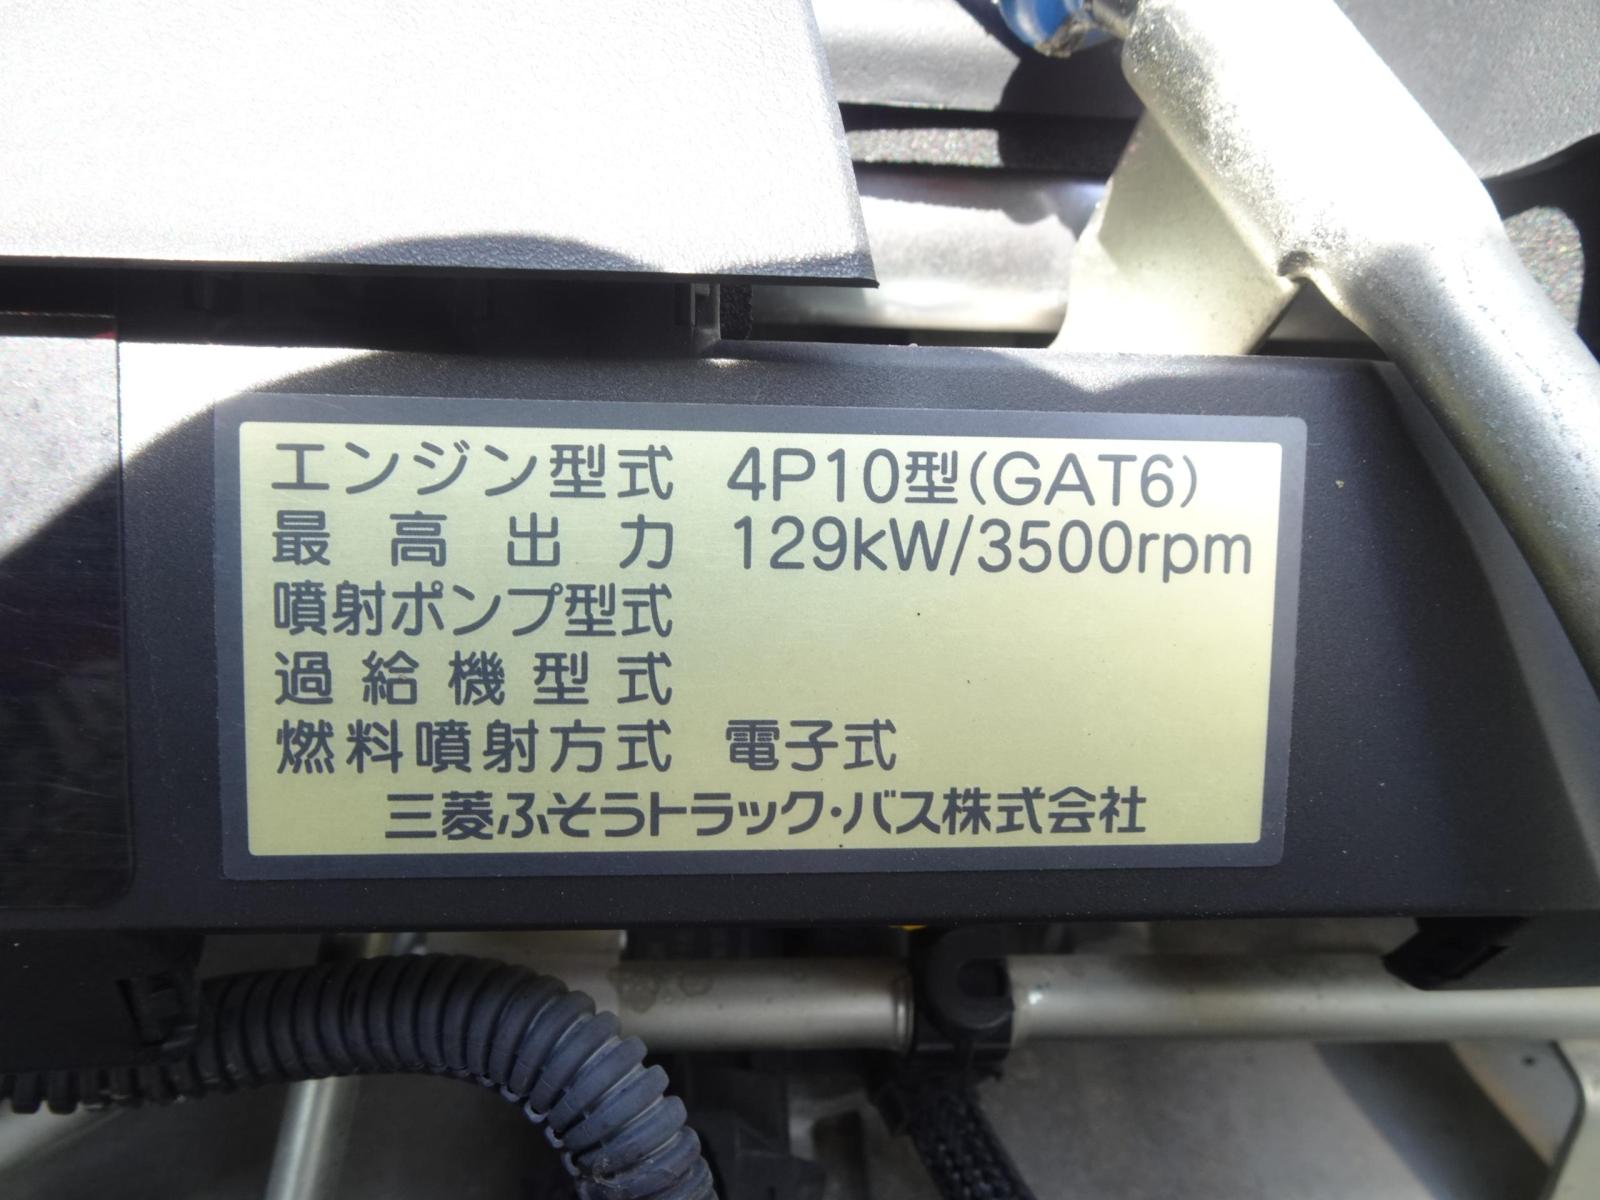 エンジン型式 4P10型(GAT6)
最高出力 129kW/3500rpm
噴射ポンプ型式
過給機型式
燃料噴射方式 電子式
三菱ふそうトラック・バス株式会社